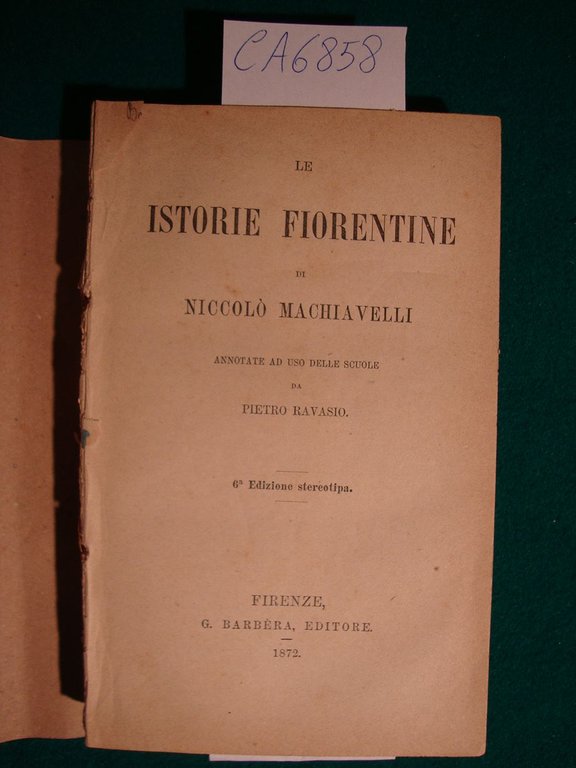 CA6858
LE
ISTORIE FIORENTINE
DI
NICCOLÒ MACHIAVELLI
ANNOTATE AD USO DELLE SCUOLE
DA
PIETRO RAVASIO.
6ª Edizione stereotipa.
FIRENZE,
G. BARBÈRA, EDITORE.
1872.